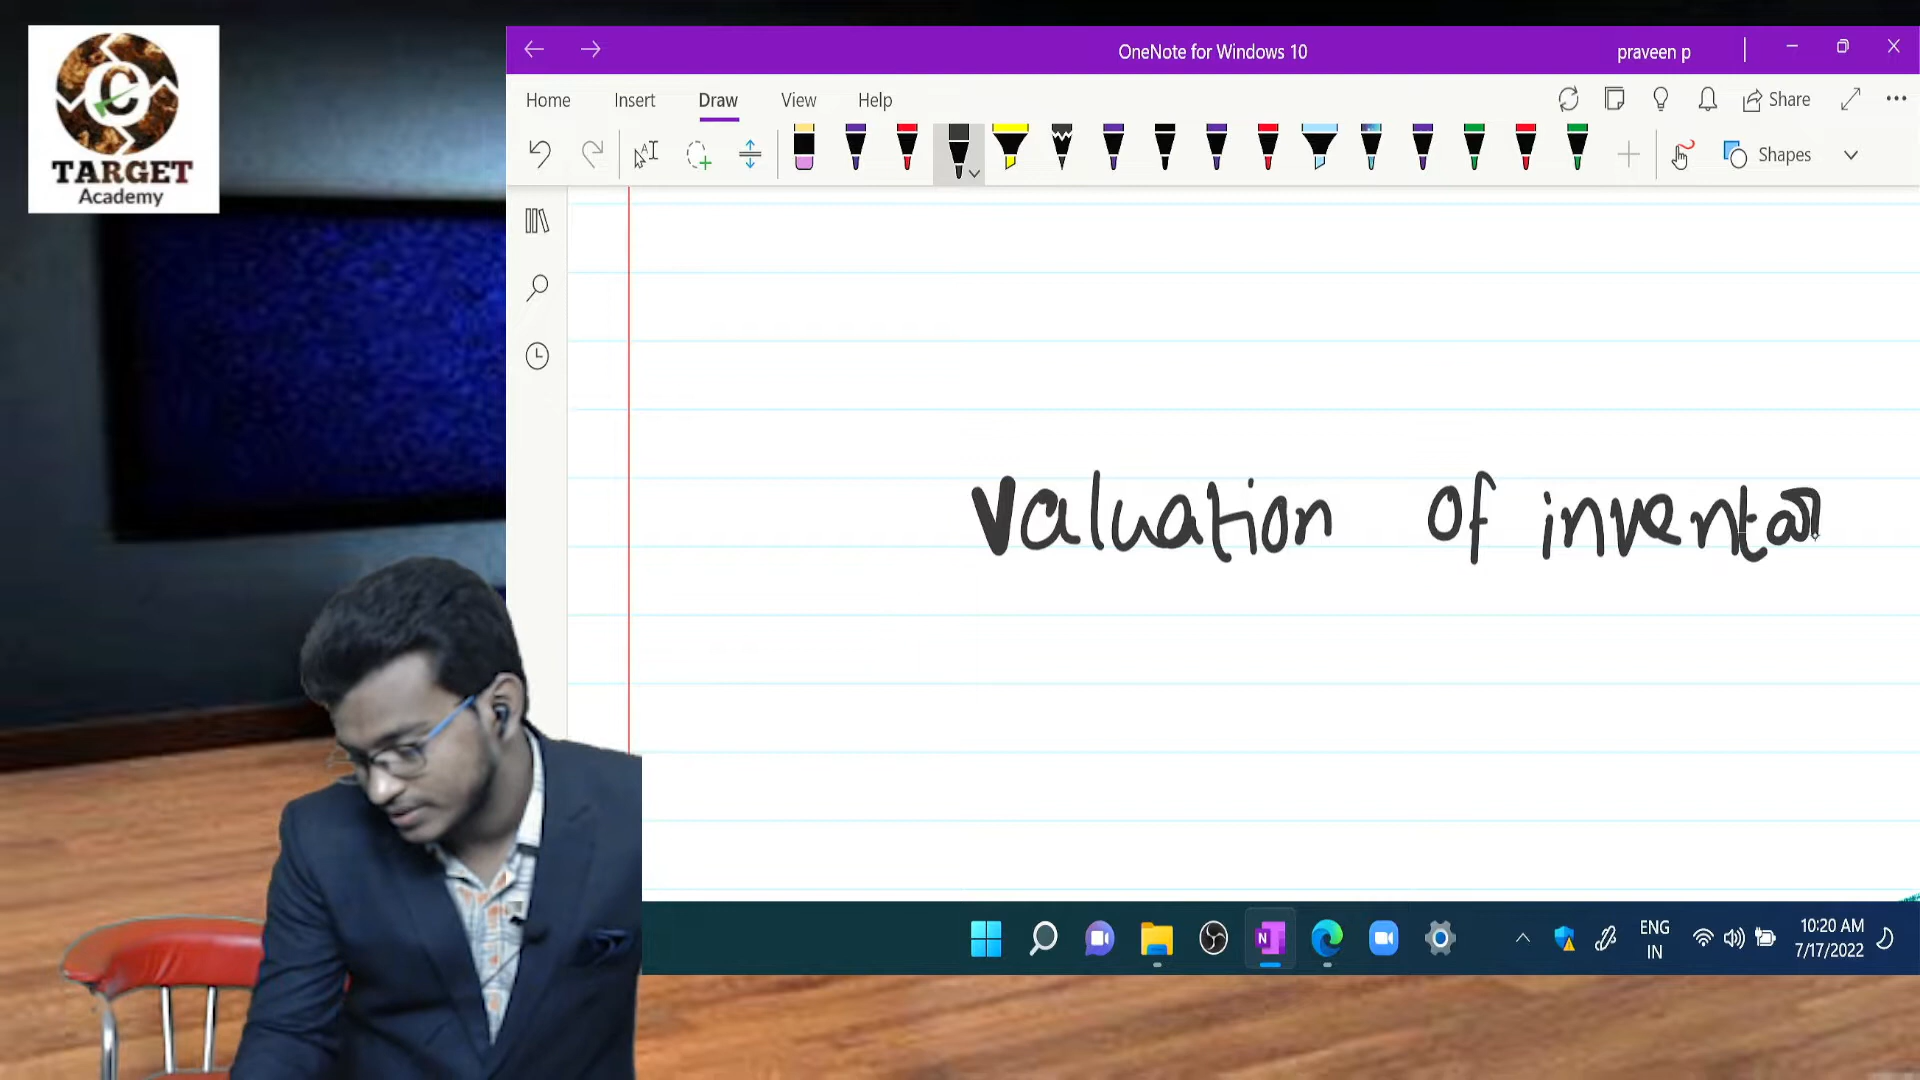 TARGET
Academy
OneNote for Windows 10
praveen p
Home Insert Draw View Help
Share
Shapes
Valuation of inventor
ENG
IN
10:20 AM
7/17/2022